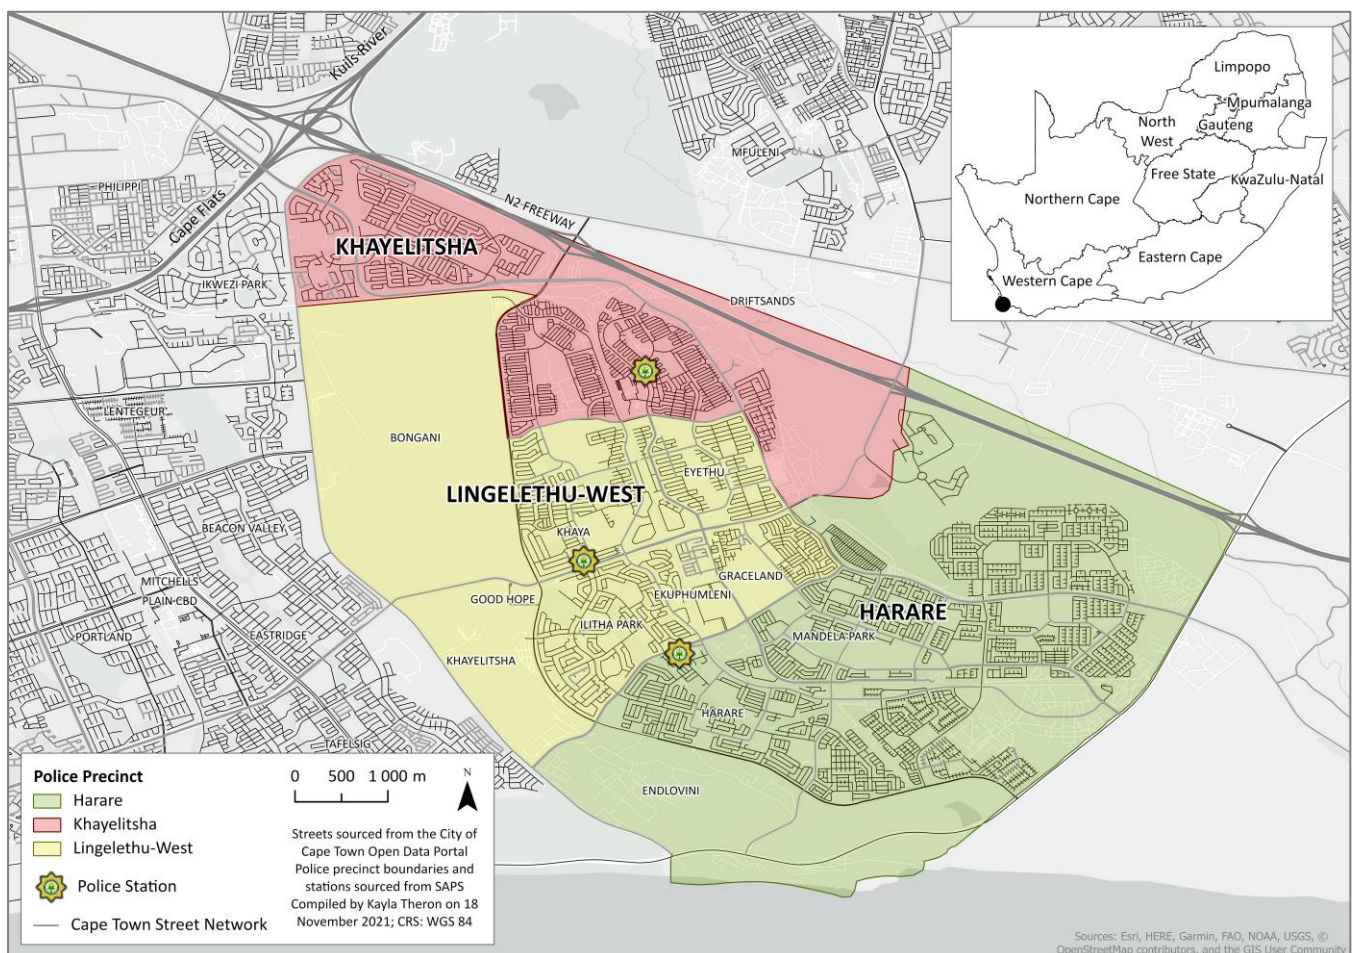 Kuils River
PHILIPPI
Cape Flats
IKWEZI PARK
KHAYELITSHA
N2 FREEWAY
MFULENI
DRIFTSANDS
Limpopo
Mpumalanga
North
West
Gauteng
Free State
KwaZulu-Natal
Northern Cape
Eastern Cape
Western Cape
LENTEGEUR
BONGANI
LINGELETHU-WEST
EYETHU
BEACON VALLEY
KHAYA
MITCHELLS
PLAIN CBD
GOOD HOPE
GRACELAND
EKUPHUMLENI
HARARE
PORTLAND
EASTRIDGE
ILITHA PARK
MANDELA PARK
KHAYELITSHA
HARARE
TAFELSIG
ENDLOVINI
Police Precinct
Harare
Khayelitsha
Lingelethu-West
Police Station
Cape Town Street Network
0 500 1 000 m
N
Streets sourced from the City of
Cape Town Open Data Portal
Police precinct boundaries and
stations sourced from SAPS
Compiled by Kayla Theron on 18
November 2021; CRS: WGS 84
Sources: Esri, HERE, Garmin, FAO, NOAA, USGS, ©
OpenStreetMap contributors, and the GIS User Community